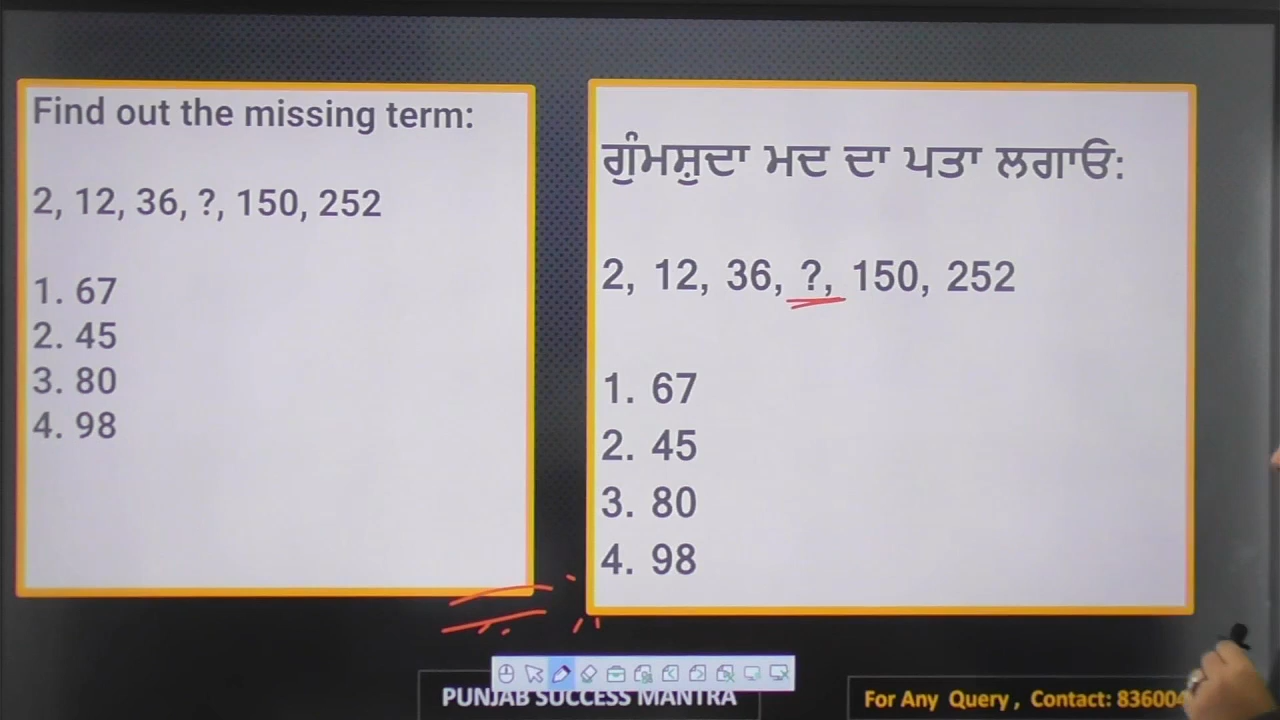 Find out the missing term:
2, 12, 36, ?, 150, 252
1. 67
2. 45
3. 80
4. 98
ਗੁੰਮਸ਼ੁਦਾ ਮਦ ਦਾ ਪਤਾ ਲਗਾਓ:
2, 12, 36, ?, 150, 252
1. 67
2. 45
3. 80
4. 98
PUNJAB SUCCESS MANTRA
For Any Query , Contact: 836004